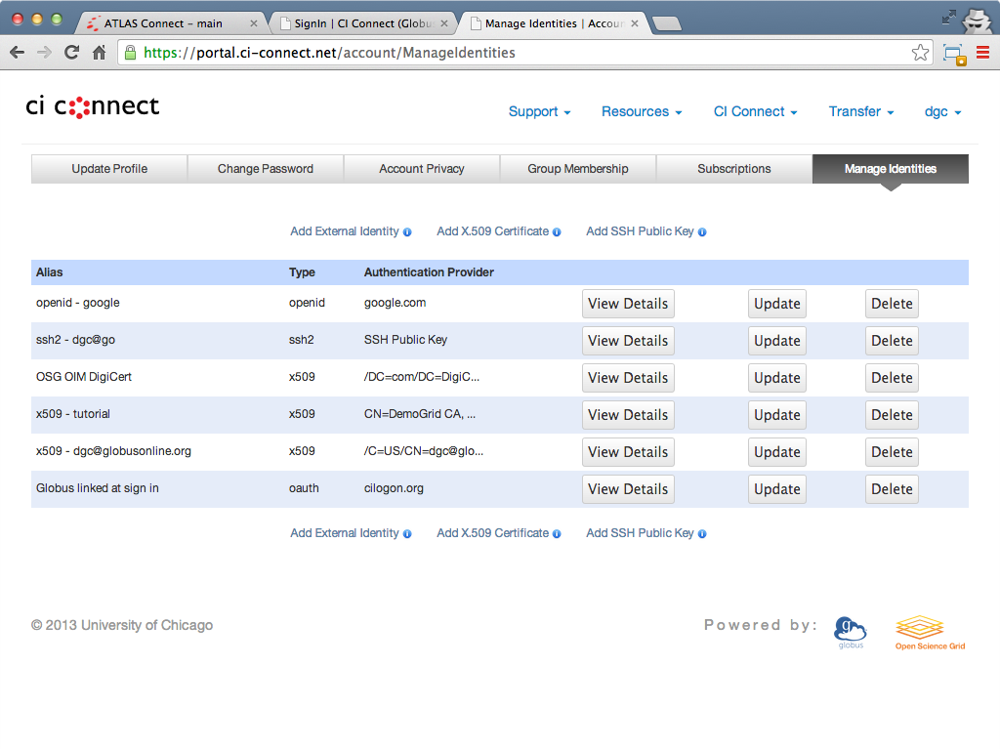 ATLAS Connect – main SignIn | CI Connect (Globu Manage Identities | Accoun
https://portal.ci-connect.net/account/ManageIdentities
ci connect
Support Resources CI Connect Transfer dgc
Update Profile Change Password Account Privacy Group Membership Subscriptions Manage Identities
Add External Identity Add X.509 Certificate Add SSH Public Key
Alias Type Authentication Provider
openid - google openid google.com View Details Update Delete
ssh2 - dgc@go ssh2 SSH Public Key View Details Update Delete
OSG OIM DigiCert x509 /DC=com/DC=DigiC... View Details Update Delete
x509 - tutorial x509 CN=DemoGrid CA, ... View Details Update Delete
x509 - dgc@globusonline.org x509 /C=US/CN=dgc@glo... View Details Update Delete
Globus linked at sign in oauth cilogon.org View Details Update Delete
Add External Identity Add X.509 Certificate Add SSH Public Key
© 2013 University of Chicago Powered by: g globus Open Science Grid